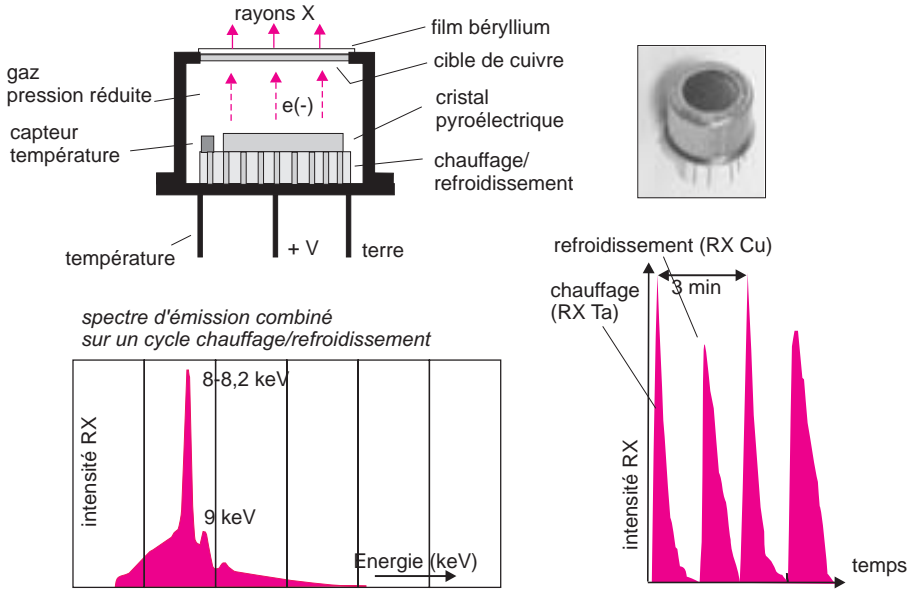 rayons X
film béryllium
cible de cuivre
gaz
pression réduite
e(-)
cristal
pyroélectrique
capteur
température
chauffage/
refroidissement
température
+ V
terre
refroidissement (RX Cu)
3 min
chauffage
(RX Ta)
intensité RX
temps
spectre d'émission combiné
sur un cycle chauffage/refroidissement
8-8,2 keV
intensité RX
9 keV
Energie (keV)